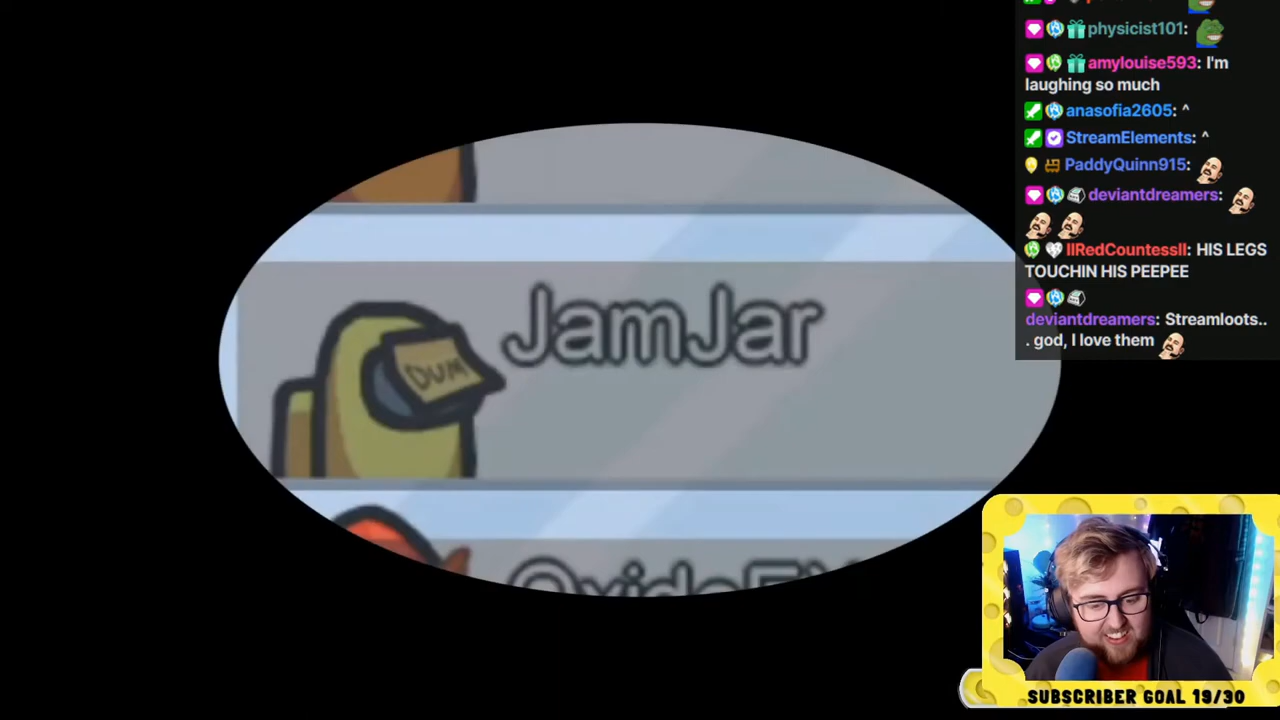 physicist101:
amylouise593: I'm
laughing so much
anasofia2605: ^
StreamElements: ^
PaddyQuinn915:
deviantdreamers:
llRedCountessll: HIS LEGS
TOUCHIN HIS PEEPEE
deviantdreamers: Streamloots..
. god, I love them
JamJar
DUM
SUBSCRIBER GOAL 19/30